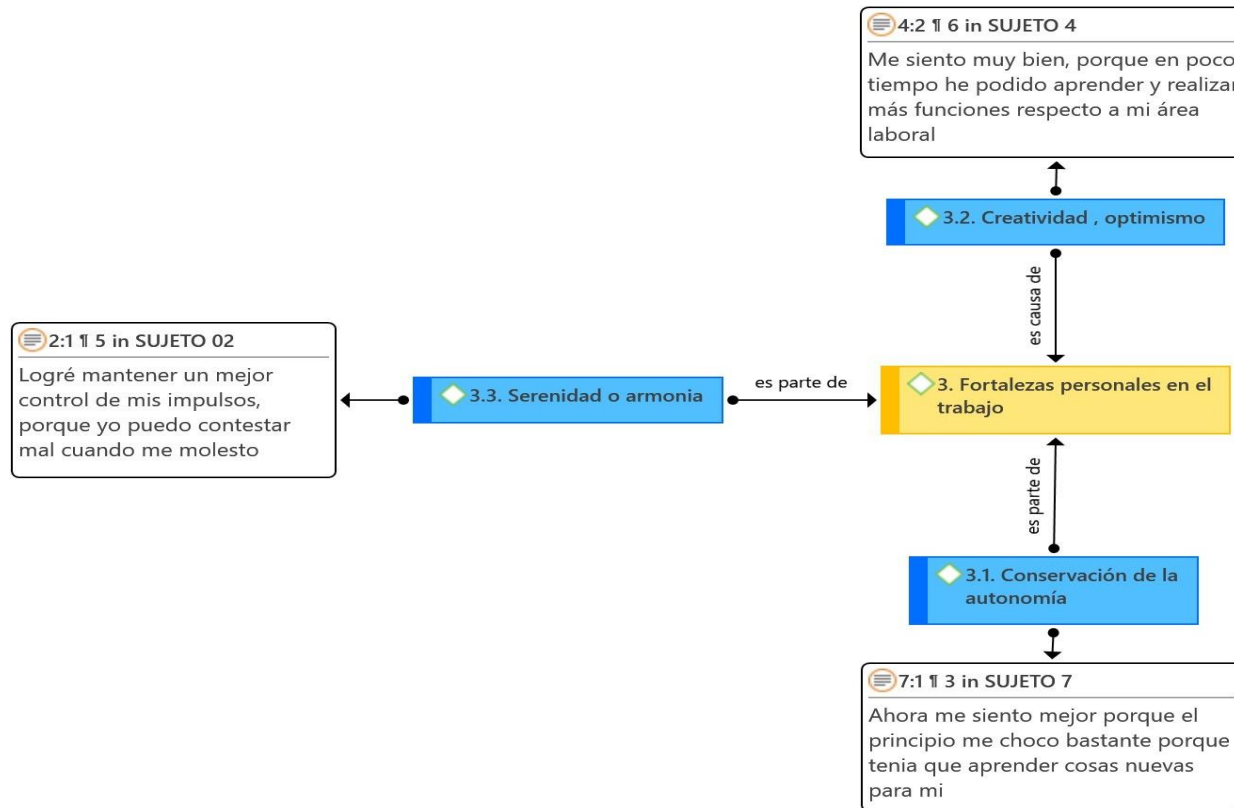 4:2 ¶ 6 in SUJETO 4
Me siento muy bien, porque en poco
tiempo he podido aprender y realizar
más funciones respecto a mi área
laboral
3.2. Creatividad , optimismo
es causa de
2:1 ¶ 5 in SUJETO 02
Logré mantener un mejor
control de mis impulsos,
porque yo puedo contestar
mal cuando me molesto
3.3. Serenidad o armonia
es parte de
3. Fortalezas personales en el
trabajo
es parte de
3.1. Conservación de la
autonomía
7:1 ¶ 3 in SUJETO 7
Ahora me siento mejor porque el
principio me choco bastante porque
tenia que aprender cosas nuevas
para mi